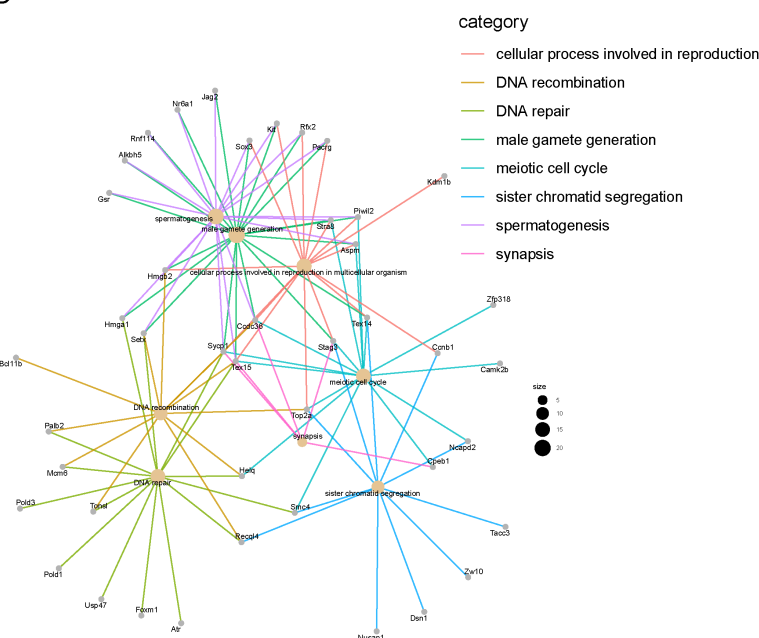 category
cellular process involved in reproduction
DNA recombination
DNA repair
male gamete generation
meiotic cell cycle
sister chromatid segregation
spermatogenesis
synapsis
Jag2
Nr6a1
Kit
Rfx2
Rnf114
Sox3
Pacrg
Alkbh5
Kdm1b
Gsr
spermatogenesis
Piwil2
male gamete generation
Stra8
Aspm
Hmgb2
cellular process involved in reproduction in multicellular organism
Zfp318
Hmga1
Ccdc36
Tex14
Setx
Sycp1
Stag3
Ccnb1
Bcl11b
Tex15
Camk2b
meiotic cell cycle
size
5
10
15
20
DNA recombination
Top2a
Palb2
synapsis
Ncapd2
Cpeb1
Mcm6
Helq
DNA repair
sister chromatid segregation
Pold3
Tonsl
Smc4
Tacc3
Recql4
Pold1
Zw10
Usp47
Foxm1
Dsn1
Atr
Nusap1